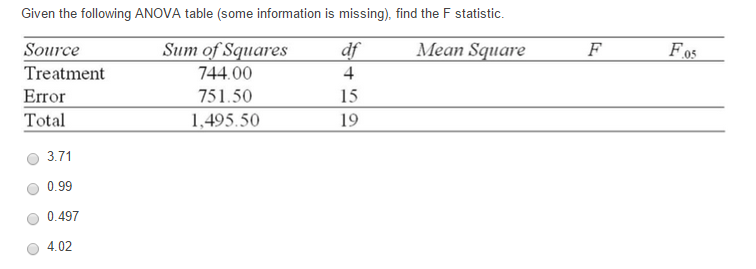 Given the following ANOVA table (some information is missing), find the F statistic.
Source Sum of Squares df Mean Square F F.05
Treatment 744.00 4
Error 751.50 15
Total 1,495.50 19
3.71
0.99
0.497
4.02